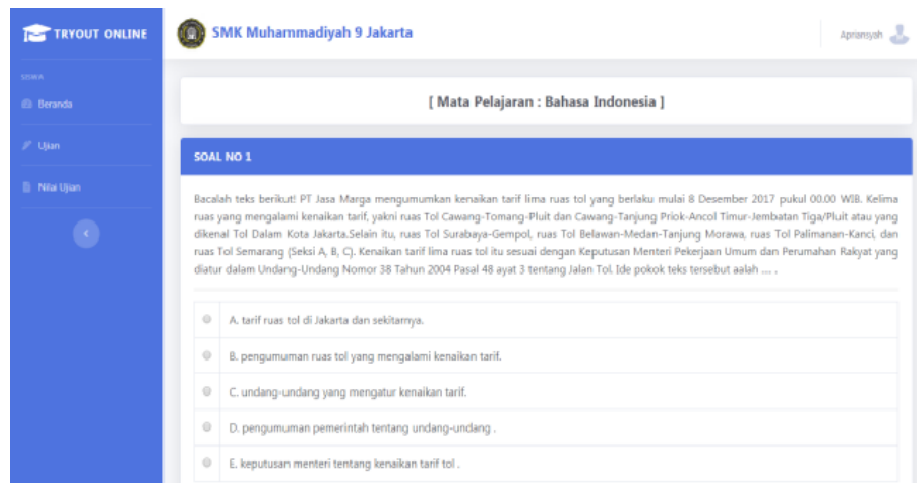 TRYOUT ONLINE
SMK Muhammadiyah 9 Jakarta
Apriansyah
SISWA
Beranda
Ujian
Nilai Ujian
[ Mata Pelajaran : Bahasa Indonesia ]
SOAL NO 1
Bacalah teks berikut! PT Jasa Marga mengumumkan kenaikan tarif lima ruas tol yang berlaku mulai 8 Desember 2017 pukul 00.00 WIB. Kelima
ruas yang mengalami kenaikan tarif, yakni ruas Tol Cawang-Tomang-Pluit dan Cawang-Tanjung Priok-Ancol Timur-Jembatan Tiga/Pluit atau yang
dikenal Tol Dalam Kota Jakarta.Selain itu, ruas Tol Surabaya-Gempol, ruas Tol Bellawan-Medan-Tanjung Morawa, ruas Tol Palimanan-Kanci, dan
ruas Tol Semarang (Seksi A, B, C). Kenaikan tarif lima ruas tol itu sesuai dengan Keputusan Menteri Pekerjaan Umum dan Perumahan Rakyat yang
diatur dalam Undang-Undang Nomor 38 Tahun 2004 Pasal 48 ayat 3 tentang Jalan Tol. Ide pokok teks tersebut aalah .... .
A. tarif ruas tol di Jakarta dan sekitarnya.
B. pengumuman ruas toll yang mengalami kenaikan tarif.
C. undang-undang yang mengatur kenaikan tarif.
D. pengumuman pemerintah tentang undang-undang .
E. keputusan menteri tentang kenaikan tarif tol .